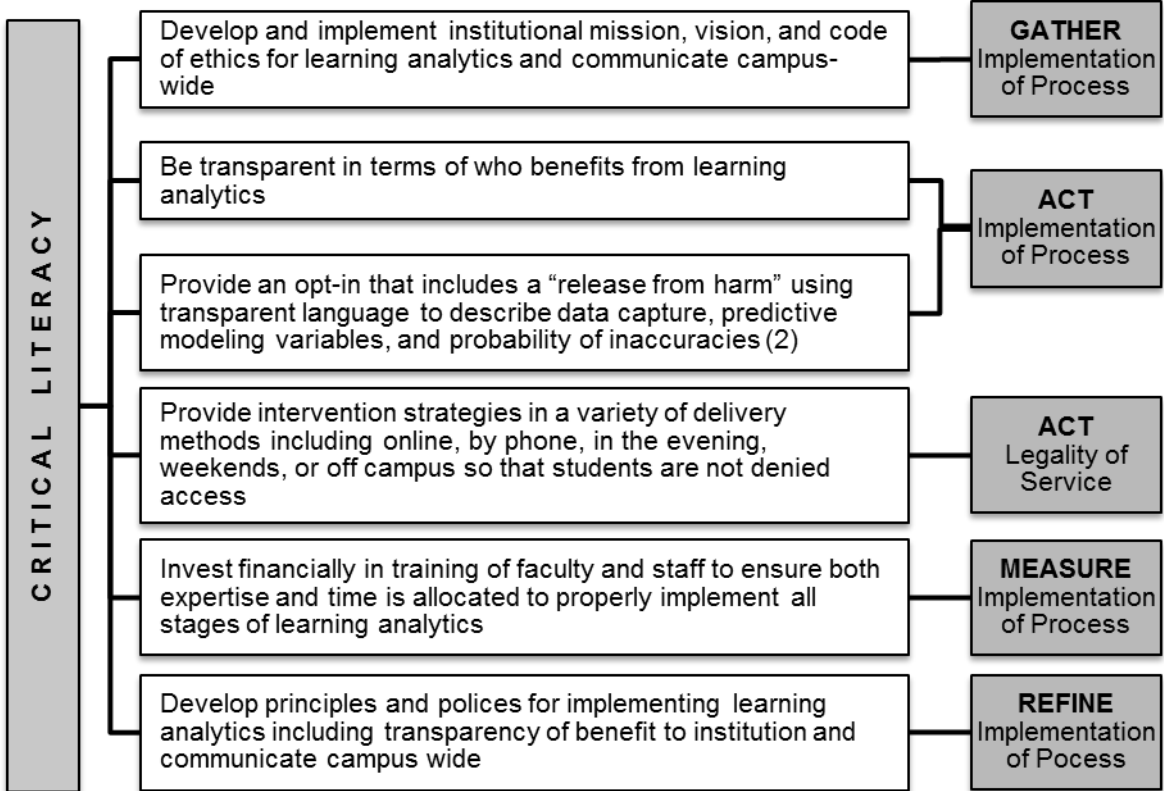 CRITICAL LITERACY
Develop and implement institutional mission, vision, and code
of ethics for learning analytics and communicate campus-
wide
GATHER
Implementation
of Process
Be transparent in terms of who benefits from learning
analytics
Provide an opt-in that includes a “release from harm” using
transparent language to describe data capture, predictive
modeling variables, and probability of inaccuracies (2)
ACT
Implementation
of Process
Provide intervention strategies in a variety of delivery
methods including online, by phone, in the evening,
weekends, or off campus so that students are not denied
access
ACT
Legality of
Service
Invest financially in training of faculty and staff to ensure both
expertise and time is allocated to properly implement all
stages of learning analytics
MEASURE
Implementation
of Process
Develop principles and polices for implementing learning
analytics including transparency of benefit to institution and
communicate campus wide
REFINE
Implementation
of Pocess